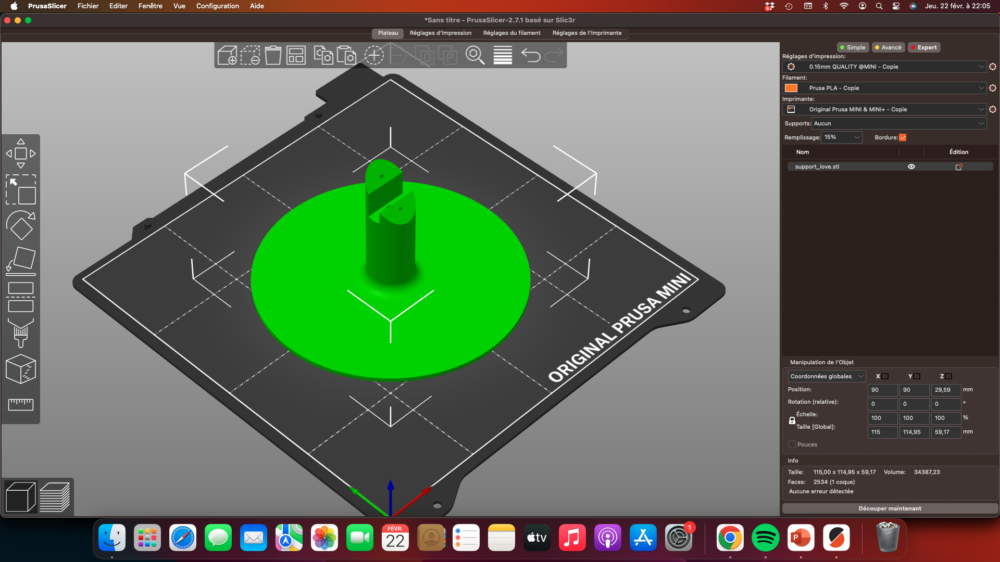 PrusaSlicer Fichier Editer Fenêtre Vue Configuration Aide
9 Jeu. 22 févr. à 22:05
*Sans titre - PrusaSlicer-2.7.1 basé sur Slic3r
Plateau Réglages d'Impression Réglages du filament Réglages de l'Imprimante
Simple Avancé Expert
Réglages d'impression:
0.15mm QUALITY @MINI - Copie
Filament:
Prusa PLA - Copie
Imprimante:
Original Prusa MINI & MINI+ - Copie
Supports: Aucun
Remplissage: 15% Bordure:
Nom Édition
support_love.stl
ORIGINAL PRUSA MINI
Manipulation de l'Objet
Coordonnées globales X Y Z
Position: 90 90 29,59 mm
Rotation (relative): 0 0 0 °
Échelle: 100 100 100 %
Taille [Global]: 115 114,95 59,17 mm
Pouces
Info
Taille: 115,00 x 114,95 x 59,17 Volume: 34387,23
Faces: 2534 (1 coque)
Aucune erreur détectée
Découper maintenant
FÉVR.
22
tv
1
P